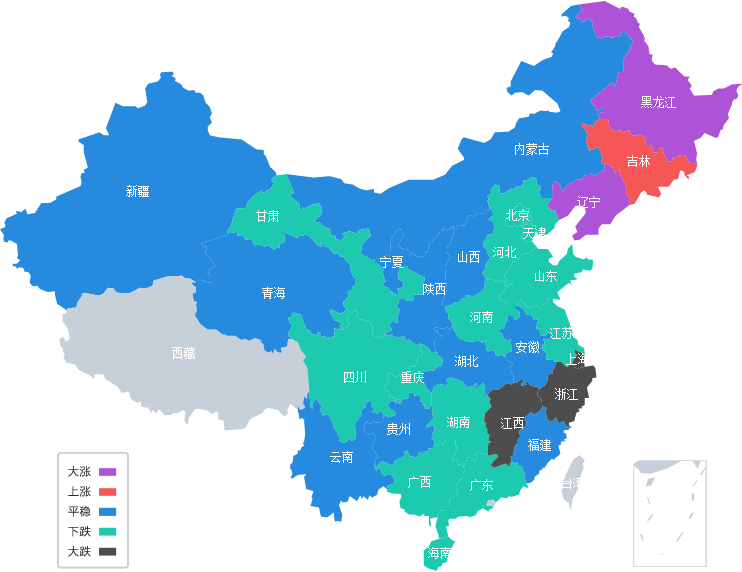 黑龙江
内蒙古
吉林
新疆
辽宁
甘肃
北京
天津
河北
山西
宁夏
山东
陕西
青海
河南
江苏
安徽
上海
西藏
湖北
四川
重庆
浙江
江西
湖南
贵州
福建
云南
广西
广东
台湾
海南
大涨
上涨
平稳
下跌
大跌